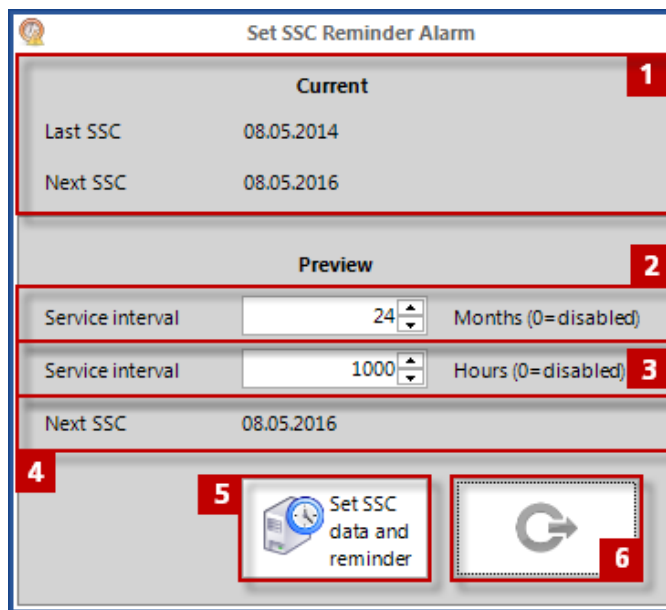 Set SSC Reminder Alarm
1
Current
Last SSC 08.05.2014
Next SSC 08.05.2016
2
Preview
Service interval 24 Months (0=disabled)
Service interval 1000 Hours (0=disabled) 3
Next SSC 08.05.2016
4
5
Set SSC
data and
reminder
6